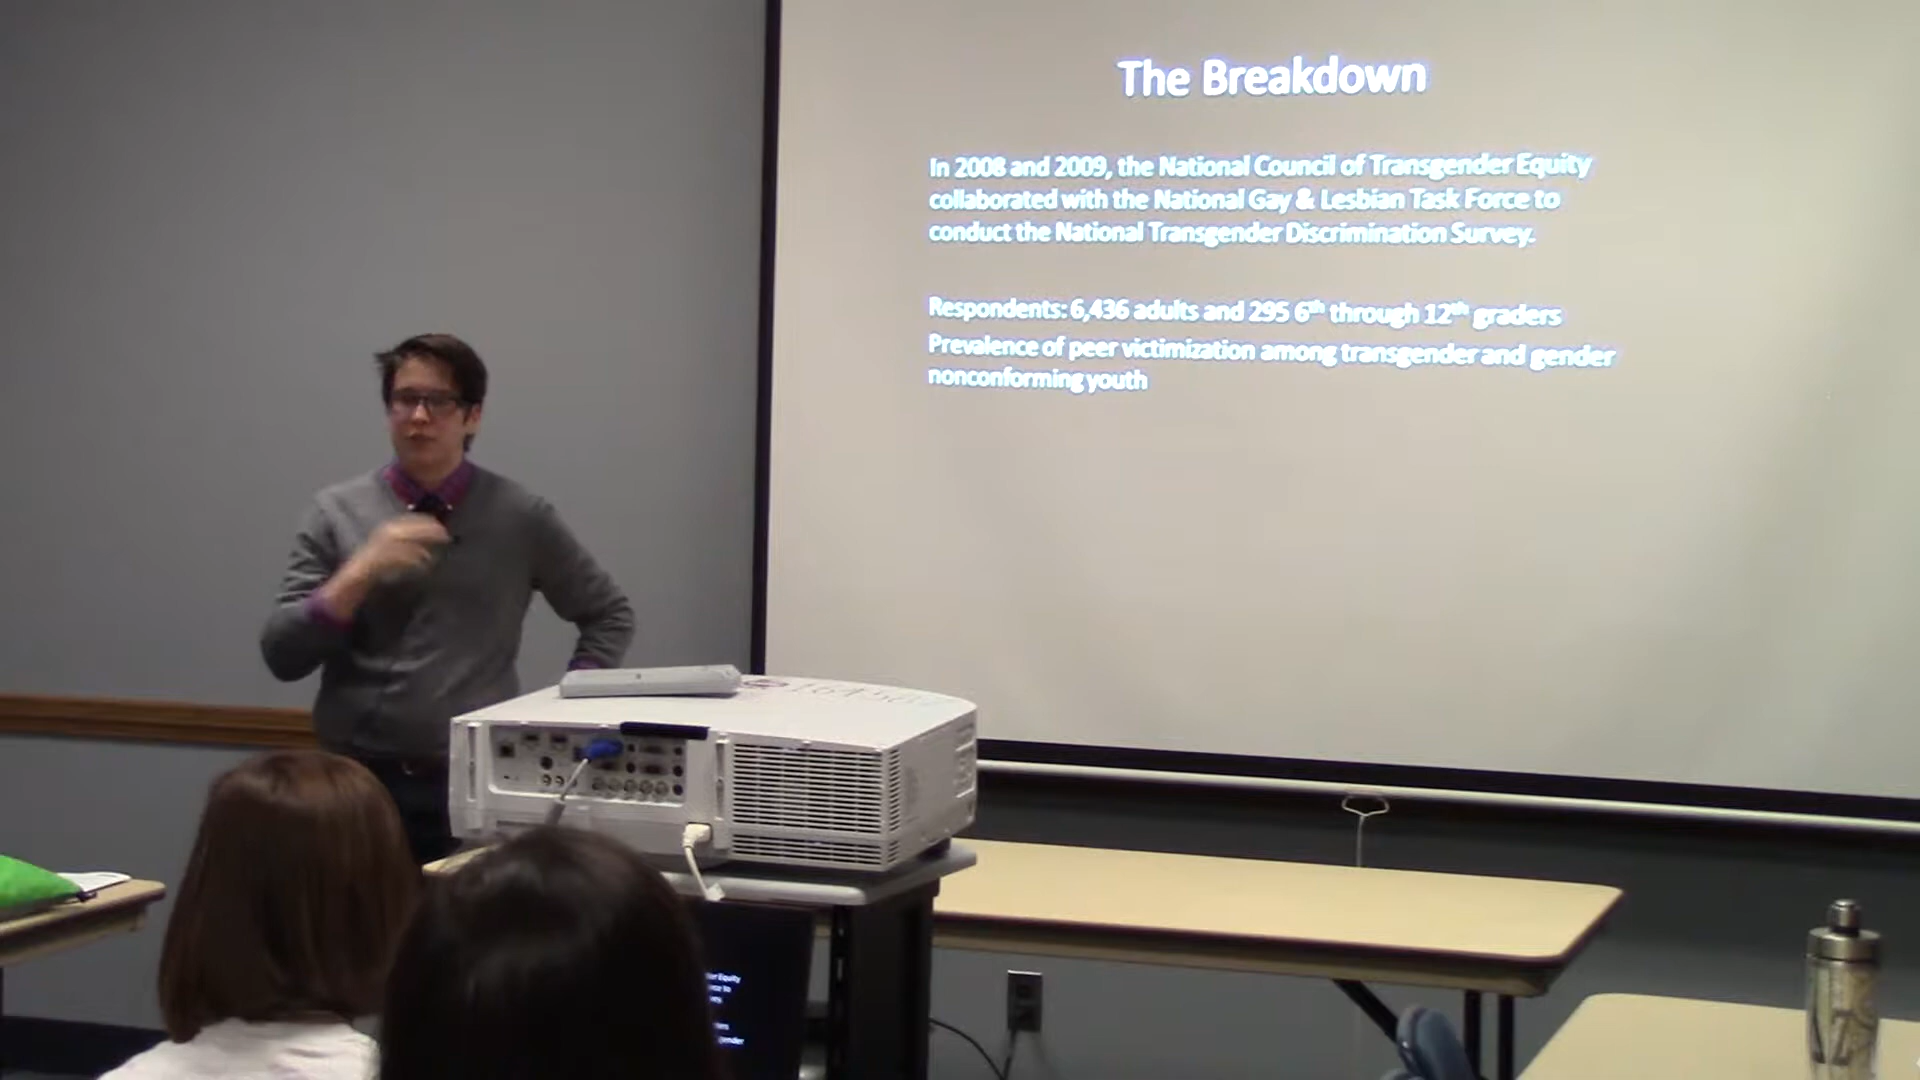 The Breakdown
In 2008 and 2009, the National Council of Transgender Equity
collaborated with the National Gay & Lesbian Task Force to
conduct the National Transgender Discrimination Survey.
Respondents: 6,436 adults and 295 6th through 12th graders
Prevalence of peer victimization among transgender and gender
nonconforming youth